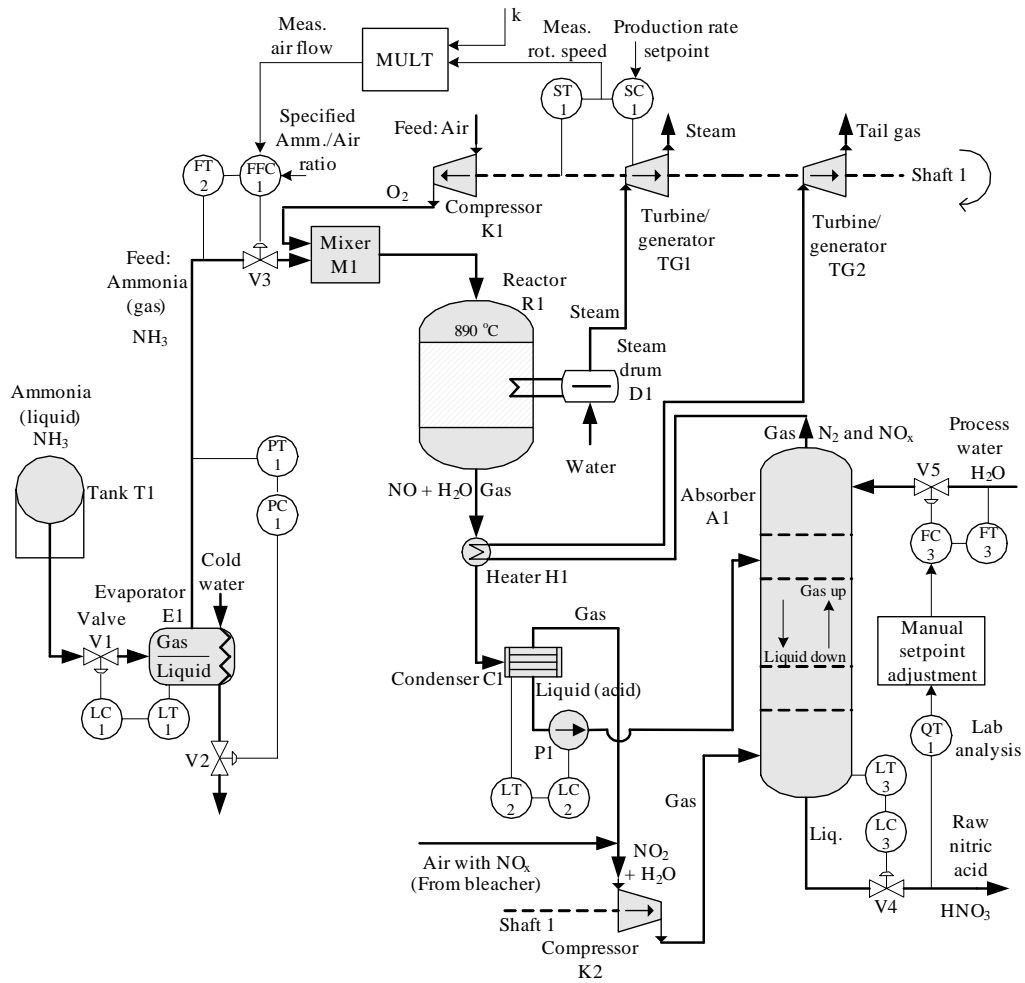 k
Meas.
air flow
MULT
Meas.
rot. speed
Production rate
setpoint
ST
1
SC
1
Specified
Amm./Air
ratio
Feed: Air
Steam
Tail gas
FT
2
FFC
1
O2
Compressor
K1
Turbine/
generator
TG1
Turbine/
generator
TG2
Shaft 1
Feed:
Ammonia
(gas)
NH3
V3
Mixer
M1
Reactor
R1
890 °C
Steam
Steam
drum
D1
Water
Ammonia
(liquid)
NH3
Tank T1
PT
1
PC
1
NO + H2O
Gas
Gas
N2 and NOx
Process
water
H2O
V5
Absorber
A1
FC
3
FT
3
Heater H1
Cold
water
Evaporator
E1
Valve
V1
Gas
Liquid
LC
1
LT
1
V2
Gas
Condenser C1
Liquid (acid)
P1
LT
2
LC
2
Gas up
Liquid down
Manual
setpoint
adjustment
QT
1
Lab
analysis
LT
3
LC
3
Gas
Liq.
Raw
nitric
acid
HNO3
V4
Air with NOx
(From bleacher)
NO2
+ H2O
Shaft 1
Compressor
K2